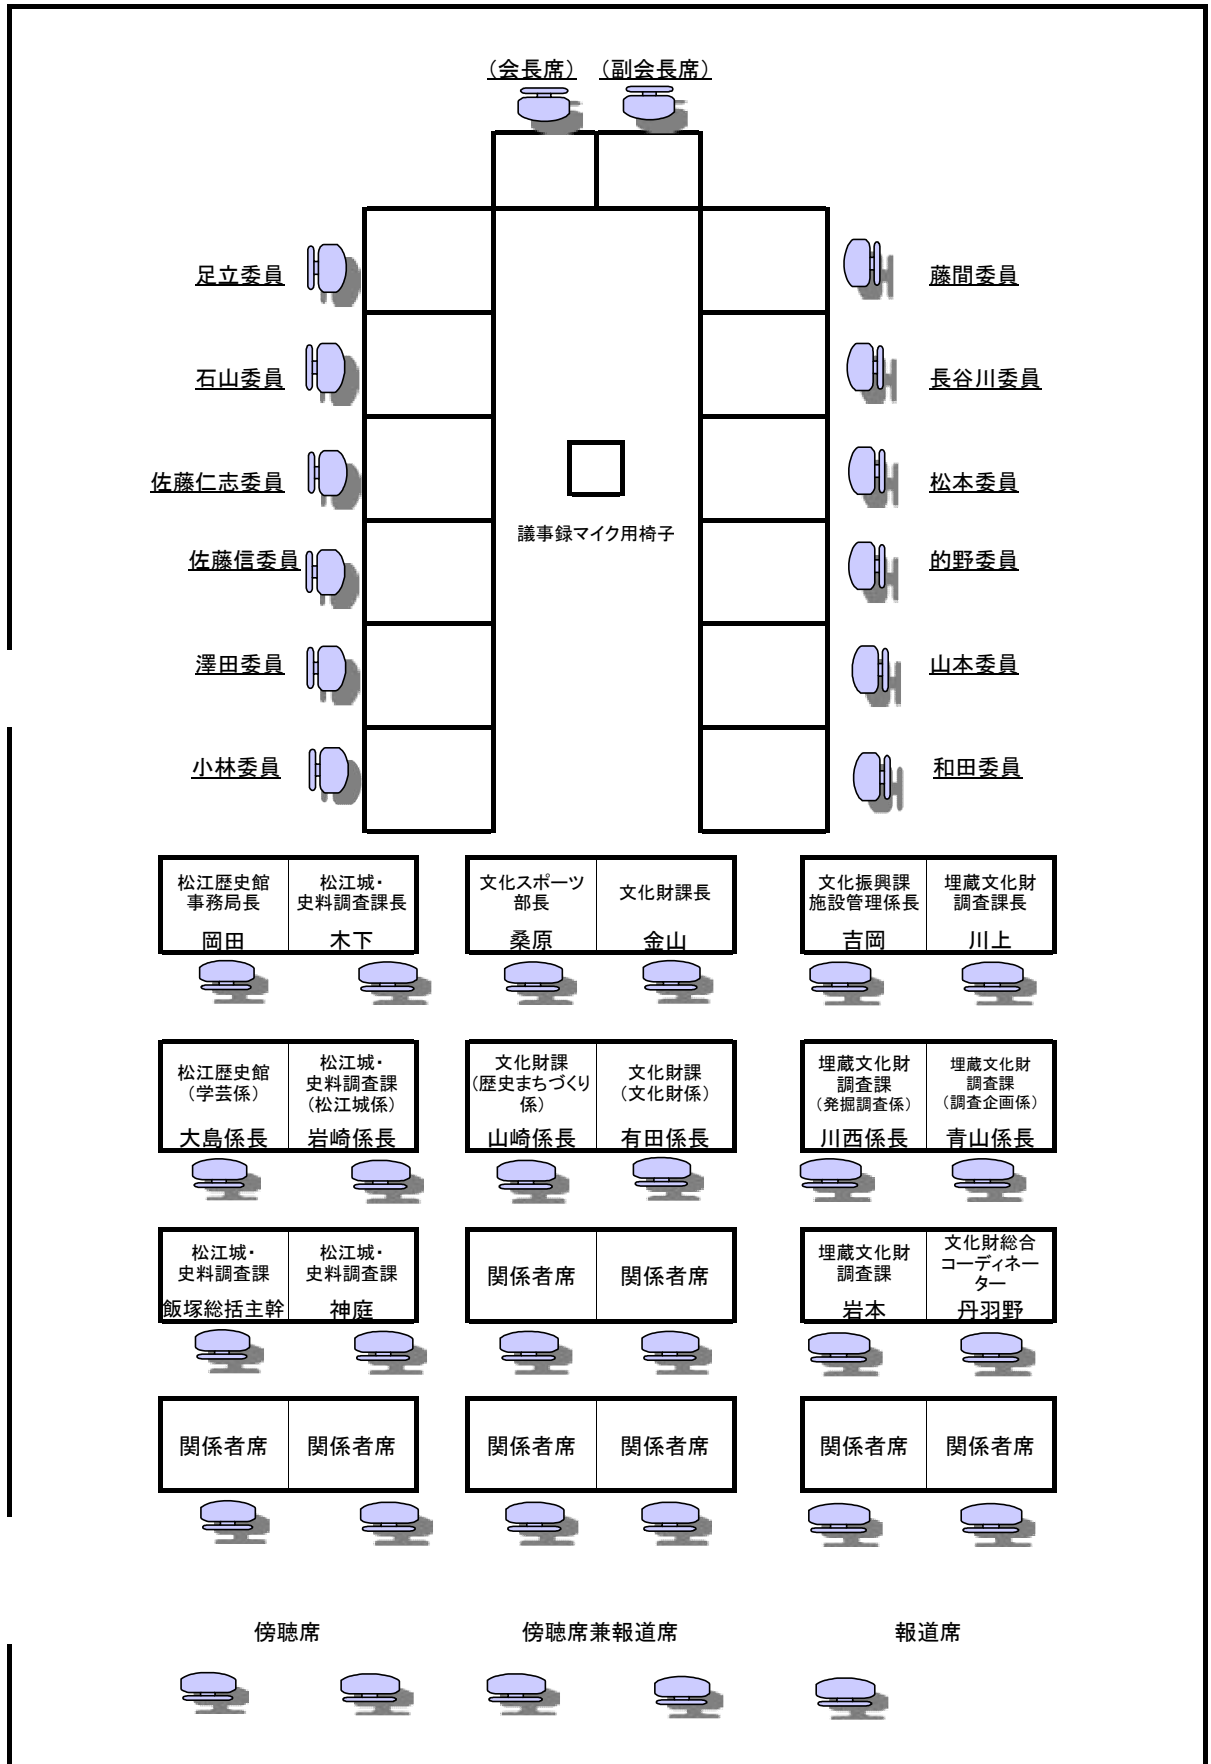 （会長席）　（副会長席）
足立委員
藤間委員
石山委員
長谷川委員
佐藤仁志委員
松本委員
議事録マイク用椅子
佐藤信委員
的野委員
澤田委員
山本委員
小林委員
和田委員
松江歴史館
事務局長
岡田
松江城・
史料調査課長
木下
文化スポーツ
部長
桑原
文化財課長
金山
文化振興課
施設管理係長
吉岡
埋蔵文化財
調査課長
川上
松江歴史館
（学芸係）
大島係長
松江城・
史料調査課
（松江城係）
岩崎係長
文化財課
（歴史まちづくり
係）
山崎係長
文化財課
（文化財係）
有田係長
埋蔵文化財
調査課
（発掘調査係）
川西係長
埋蔵文化財
調査課
（調査企画係）
青山係長
松江城・
史料調査課
飯塚総括主幹
松江城・
史料調査課
神庭
関係者席
関係者席
埋蔵文化財
調査課
岩本
文化財総合
コーディネー
ター
丹羽野
関係者席
関係者席
関係者席
関係者席
関係者席
関係者席
傍聴席
傍聴席兼報道席
報道席